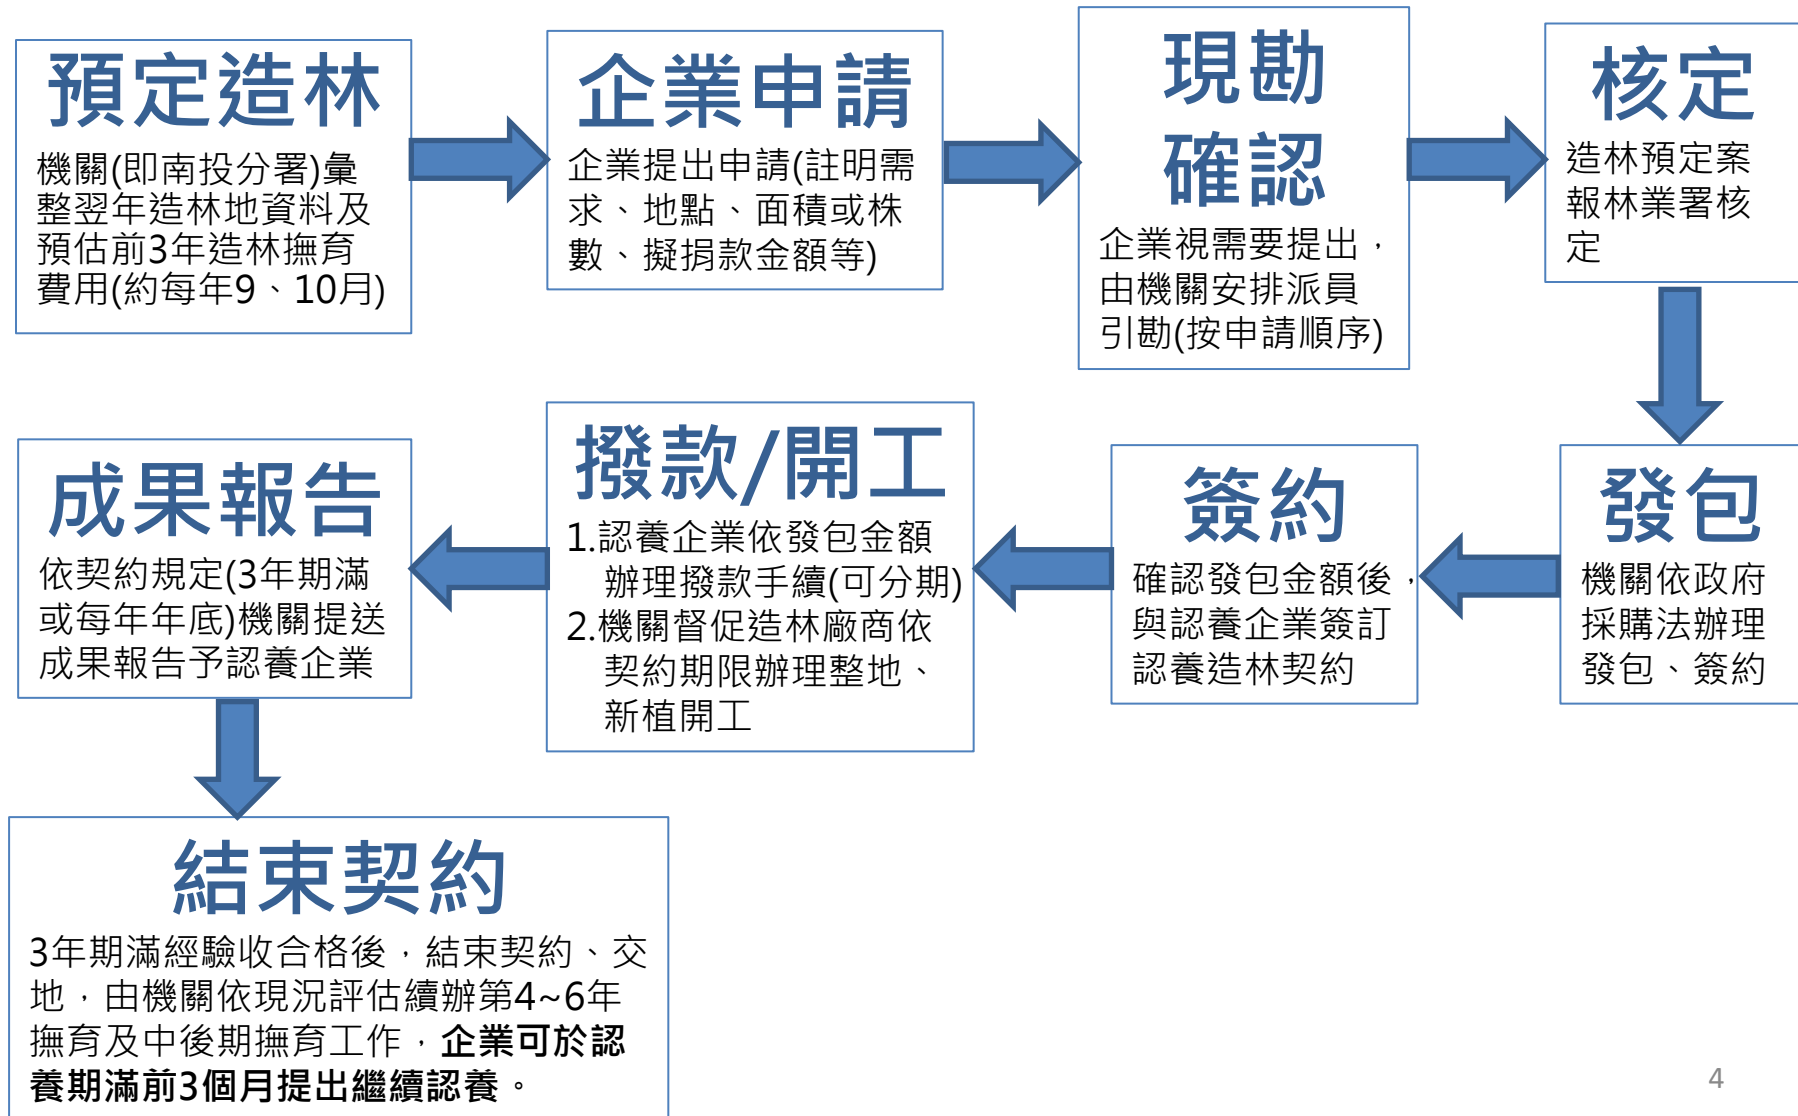 預定造林
機關(即南投分署)彙
整翌年造林地資料及
預估前3年造林撫育
費用(約每年9、10月)
企業申請
企業提出申請(註明需
求、地點、面積或株
數、擬捐款金額等)
現勘
確認
企業視需要提出，
由機關安排派員
引勘(按申請順序)
核定
造林預定案
報林業署核
定
發包
機關依政府
採購法辦理
發包、簽約
簽約
確認發包金額後，
與認養企業簽訂
認養造林契約
撥款/開工
1.認養企業依發包金額
辦理撥款手續(可分期)
2.機關督促造林廠商依
契約期限辦理整地、
新植開工
成果報告
依契約規定(3年期滿
或每年年底)機關提送
成果報告予認養企業
結束契約
3年期滿經驗收合格後，結束契約、交
地，由機關依現況評估續辦第4~6年
撫育及中後期撫育工作，企業可於認
養期滿前3個月提出繼續認養。
4